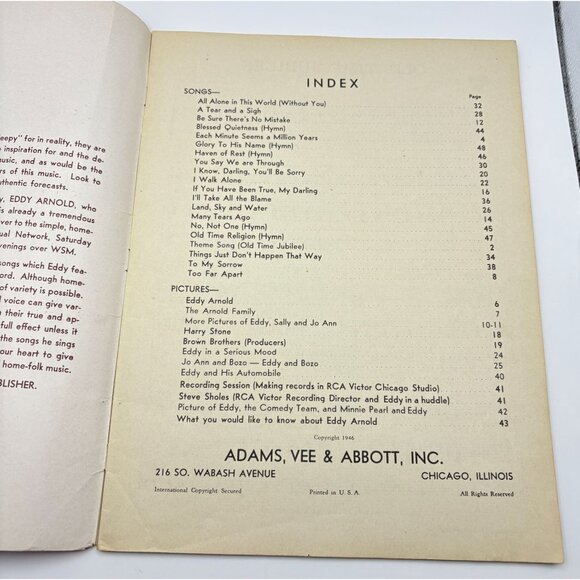 eepy" for in reality, they are
e inspiration for and the de-
music, and as would be the
rs of this music. Look to
thentic forecasts.
y, EDDY ARNOLD, who
is already a tremendous
ver to the simple, home-
ual Network, Saturday
venings over WSM.
songs which Eddy fea-
ord. Although home-
of variety is possible.
l voice can give var-
n their true and ap-
full effect unless it
the songs he sings
our heart to give
home-folk music.
BLISHER.
INDEX
SONGS— Page
All Alone in This World (Without You) 32
A Tear and a Sigh 28
Be Sure There's No Mistake 12
Blessed Quietness (Hymn) 44
Each Minute Seems a Million Years 4
Glory To His Name (Hymn) 48
Haven of Rest (Hymn) 46
You Say We are Through 30
I Know, Darling, You'll Be Sorry 20
I Walk Alone 22
If You Have Been True, My Darling 16
I'll Take All the Blame 36
Land, Sky and Water 26
Many Tears Ago 14
No, Not One (Hymn) 45
Old Time Religion (Hymn) 47
Theme Song (Old Time Jubilee) 2
Things Just Don't Happen That Way 34
To My Sorrow 38
Too Far Apart 8
PICTURES—
Eddy Arnold 6
The Arnold Family 7
More Pictures of Eddy, Sally and Jo Ann 10-11
Harry Stone 18
Brown Brothers (Producers) 19
Eddy in a Serious Mood 24
Jo Ann and Bozo — Eddy and Bozo 25
Eddy and His Automobile 40
Recording Session (Making records in RCA Victor Chicago Studio) 41
Steve Sholes (RCA Victor Recording Director and Eddy in a huddle) 41
Picture of Eddy, the Comedy Team, and Minnie Pearl and Eddy 42
What you would like to know about Eddy Arnold 43
Copyright 1946
ADAMS, VEE & ABBOTT, INC.
216 SO. WABASH AVENUE CHICAGO, ILLINOIS
International Copyright Secured Printed in U. S. A. All Rights Reserved